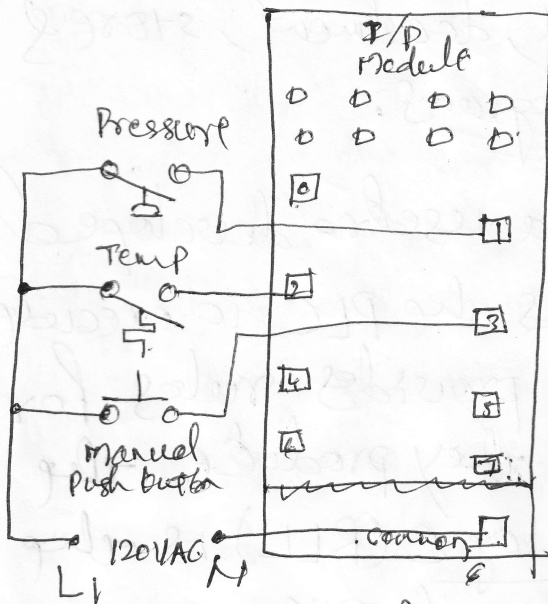 I/P
Module
Pressure
0
1
Temp
2
3
4
5
Manual
Push button
6
7
L1 120VAC N
Common
C